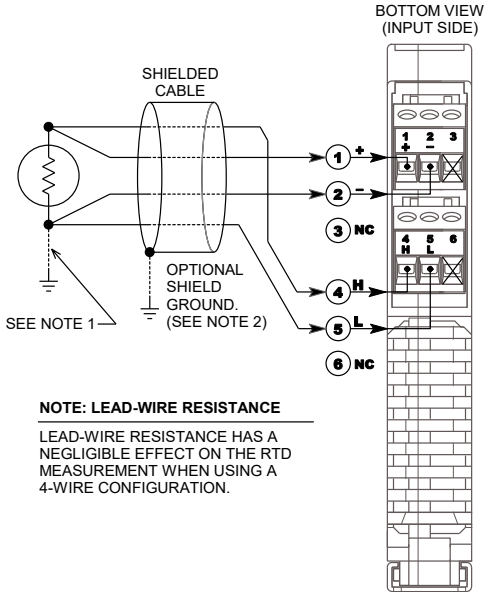 BOTTOM VIEW
(INPUT SIDE)
SHIELDED
CABLE
1 2 3
+ −
1 +
2 −
3 NC
4 5 6
H L
4 H
5 L
6 NC
OPTIONAL
SHIELD
GROUND.
(SEE NOTE 2)
SEE NOTE 1
NOTE: LEAD-WIRE RESISTANCE
LEAD-WIRE RESISTANCE HAS A
NEGLIGIBLE EFFECT ON THE RTD
MEASUREMENT WHEN USING A
4-WIRE CONFIGURATION.